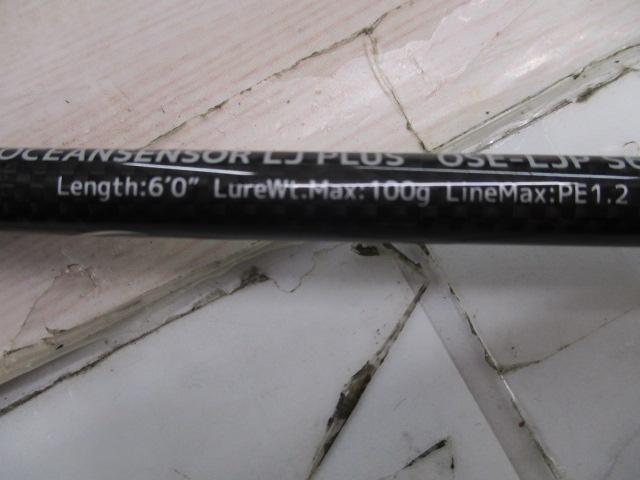 OCEANSENSOR LJ PLUS OSE-LJP
Length:6'0" LureWt.Max:100g LineMax:PE1.2